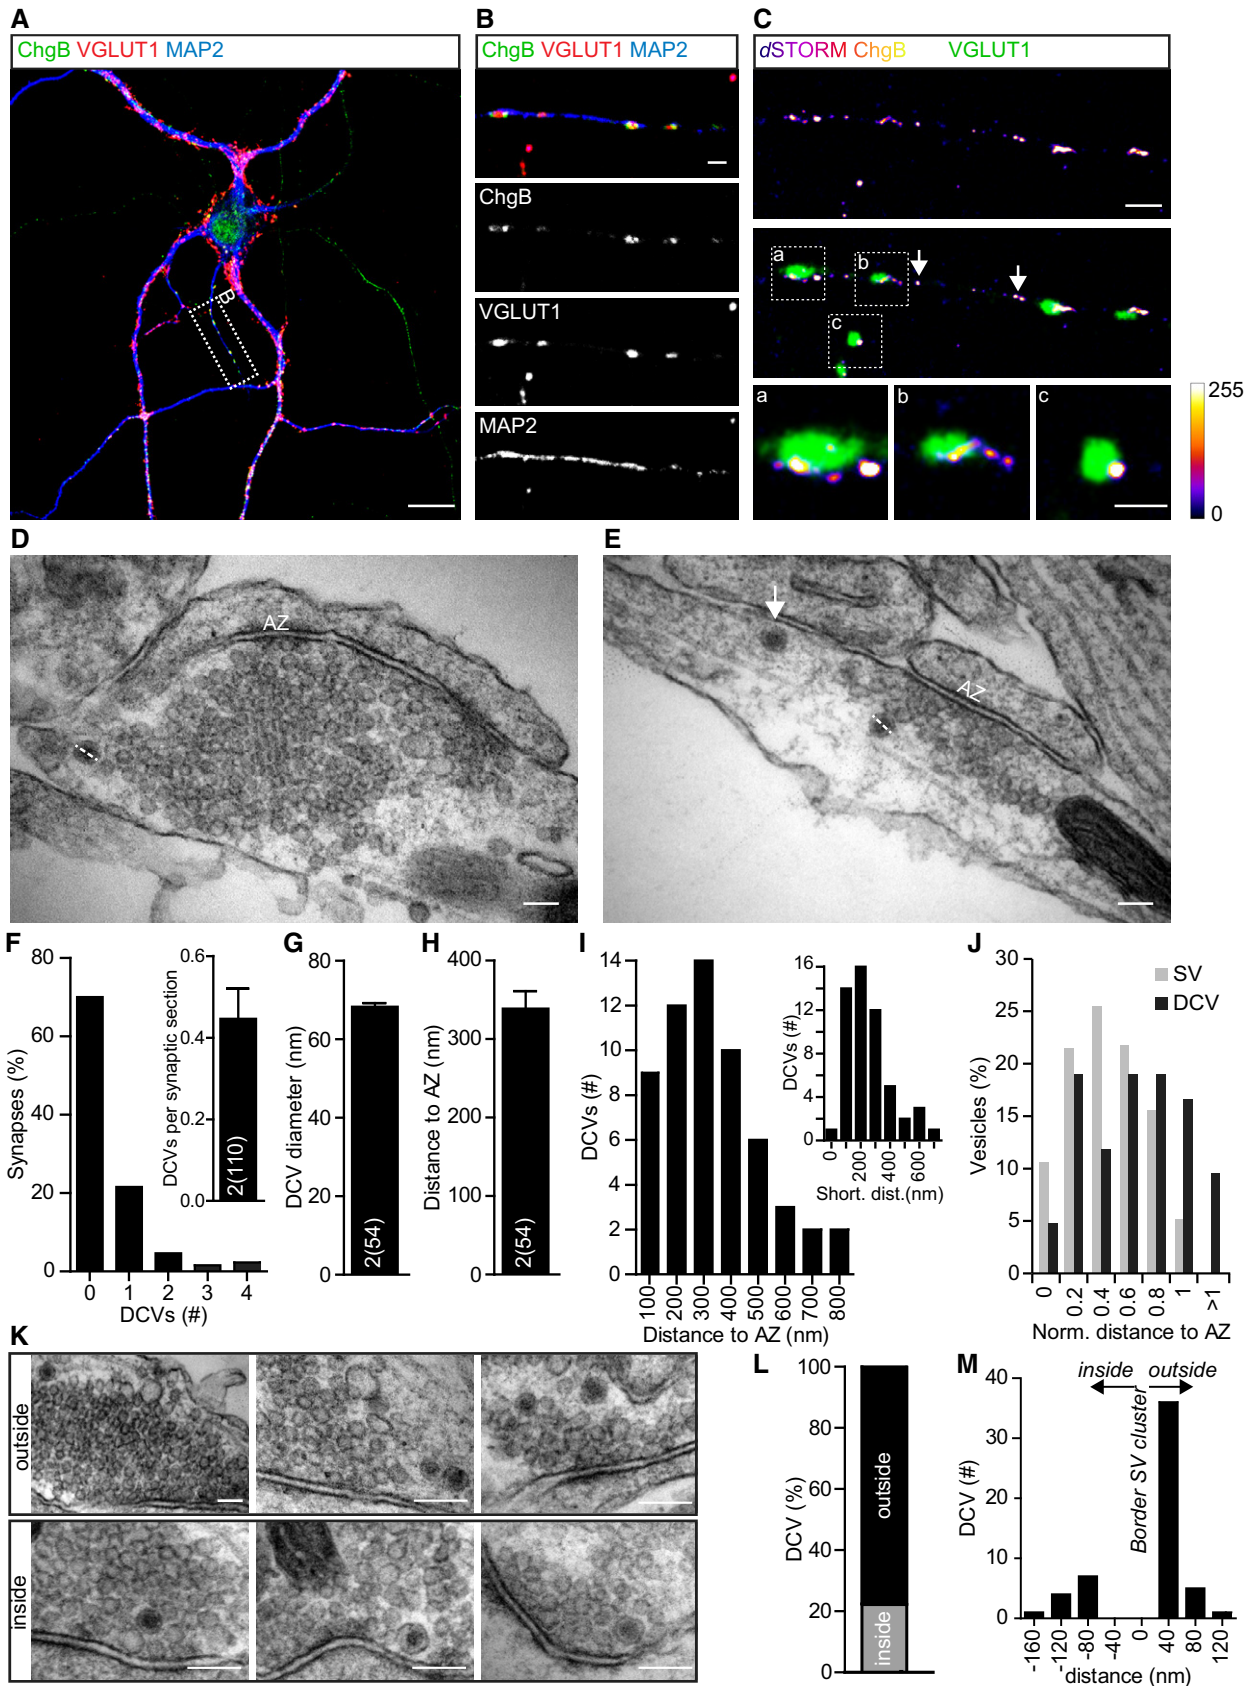 A
ChgB VGLUT1 MAP2
B
B
ChgB VGLUT1 MAP2
ChgB
VGLUT1
MAP2
C
dSTORM ChgB VGLUT1
a
b
c
a
b
c
255
0
D
AZ
E
AZ
F
Synapses (%)
80
60
40
20
0
0 1 2 3 4
DCVs (#)
DCVs per synaptic section
0.6
0.4
0.2
0.0
2(110)
G
DCV diameter (nm)
80
60
40
20
0
2(54)
H
Distance to AZ (nm)
400
300
200
100
0
2(54)
I
DCVs (#)
14
12
10
8
6
4
2
0
100 200 300 400 500 600 700 800
Distance to AZ (nm)
DCVs (#)
16
12
8
4
0
0 200 400 600
Short. dist.(nm)
J
Vesicles (%)
30
25
20
15
10
5
0
SV
DCV
0 0.2 0.4 0.6 0.8 1 >1
Norm. distance to AZ
K
outside
inside
L
DCV (%)
100
80
60
40
20
0
outside
inside
M
DCV (#)
40
30
20
10
0
inside outside
Border SV cluster
-160 -120 -80 -40 0 40 80 120
distance (nm)